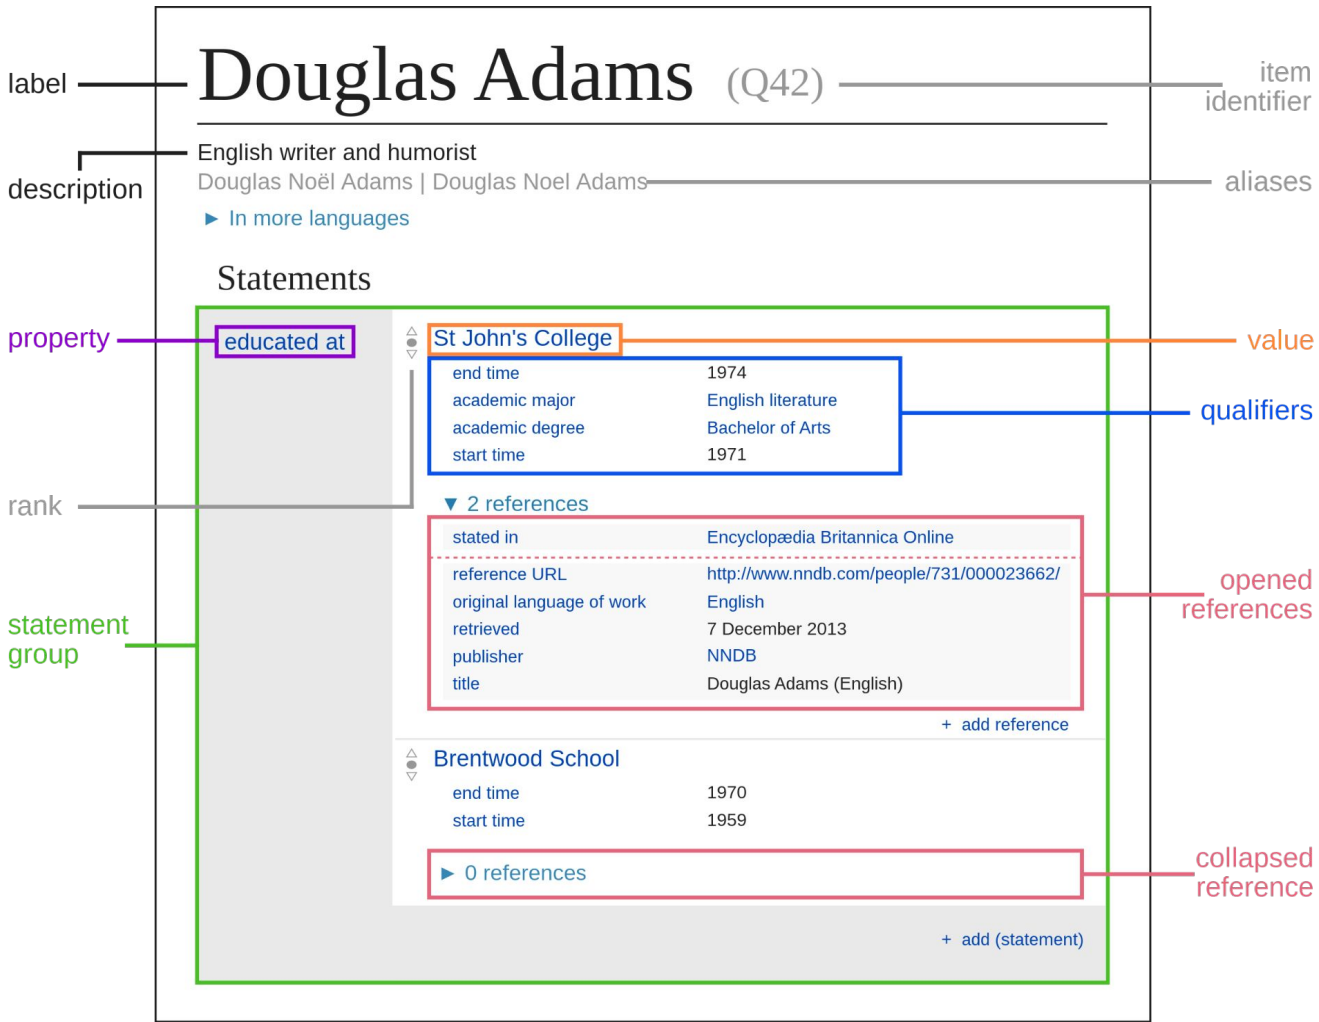 Douglas Adams (Q42)
label
item
identifier
English writer and humorist
description
Douglas Noël Adams | Douglas Noel Adams
aliases
► In more languages
Statements
property
educated at
St John's College
value
end time 1974
academic major English literature
academic degree Bachelor of Arts
start time 1971
qualifiers
rank
▼ 2 references
stated in Encyclopædia Britannica Online
reference URL http://www.nndb.com/people/731/000023662/
original language of work English
retrieved 7 December 2013
publisher NNDB
title Douglas Adams (English)
opened
references
statement
group
+ add reference
Brentwood School
end time 1970
start time 1959
► 0 references
collapsed
reference
+ add (statement)